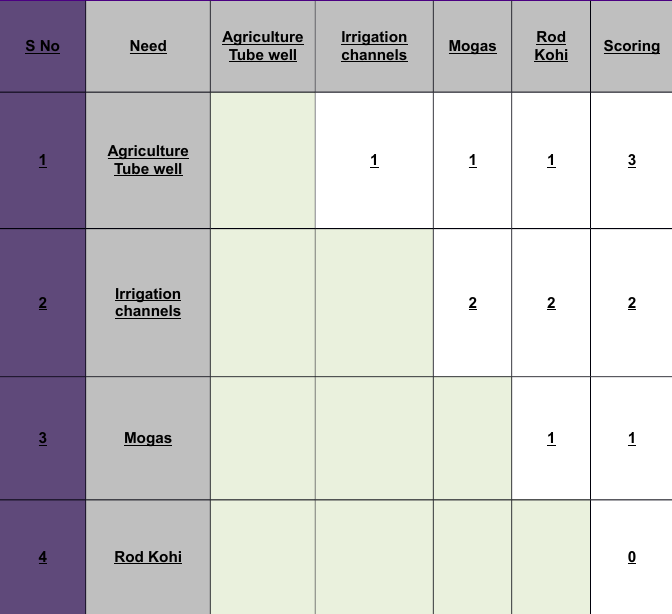 S No Need Agriculture Tube well Irrigation channels Mogas Rod Kohi Scoring
1 Agriculture Tube well 1 1 1 3
2 Irrigation channels 2 2 2
3 Mogas 1 1
4 Rod Kohi 0